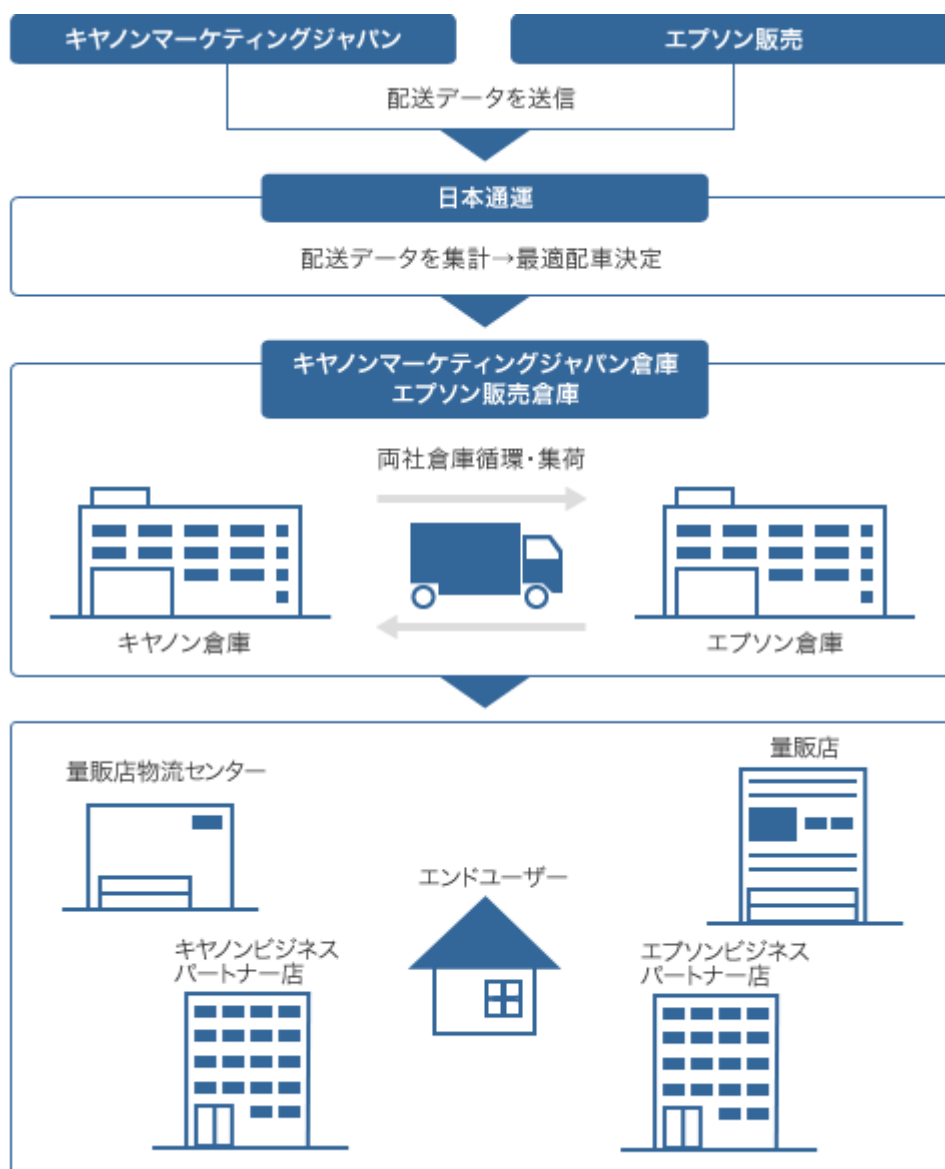 キヤノンマーケティングジャパン
エプソン販売
配送データを送信
日本通運
配送データを集計→最適配車決定
キヤノンマーケティングジャパン倉庫
エプソン販売倉庫
両社倉庫循環・集荷
キヤノン倉庫
エプソン倉庫
量販店物流センター
量販店
エンドユーザー
キヤノンビジネス
パートナー店
エプソンビジネス
パートナー店